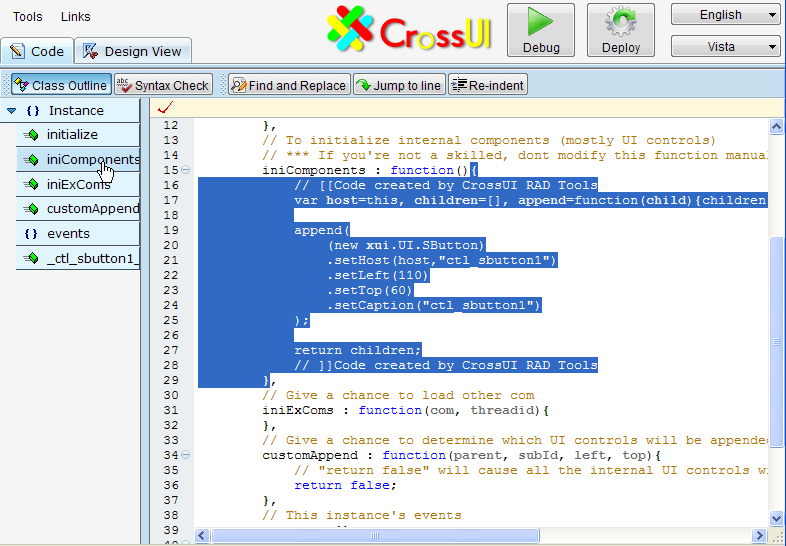 Tools Links
CrossUI
Debug
Deploy
English
Vista
Code Design View
Class Outline Syntax Check Find and Replace Jump to line Re-indent
{} Instance
initialize
iniComponents
iniExComs
customAppend
{} events
_ctl_sbutton1_
12 },
13 // To initialize internal components (mostly UI controls)
14 // *** If you're not a skilled, dont modify this function manual
15 iniComponents : function(){
16 // [[Code created by CrossUI RAD Tools
17 var host=this, children=[], append=function(child){children
18
19 append(
20 (new xui.UI.SButton)
21 .setHost(host,"ctl_sbutton1")
22 .setLeft(110)
23 .setTop(60)
24 .setCaption("ctl_sbutton1")
25 );
26
27 return children;
28 // ]]Code created by CrossUI RAD Tools
29 },
30 // Give a chance to load other com
31 iniExComs : function(com, threadid){
32 },
33 // Give a chance to determine which UI controls will be appended
34 customAppend : function(parent, subId, left, top){
35 // "return false" will cause all the internal UI controls wi
36 return false;
37 },
38 // This instance's events
39